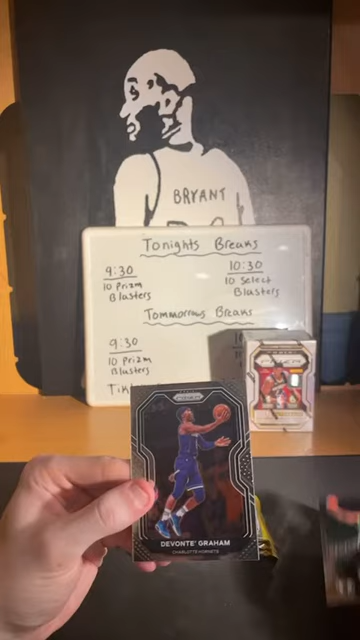 BRYANT
Tonights Breaks
9:30
10 Prizm
Blasters
10:30
10 Select
Blasters
Tommorrows Breaks
9:30
10 Prizm
Blasters
PRIZM
DEVONTE' GRAHAM
CHARLOTTE HORNETS